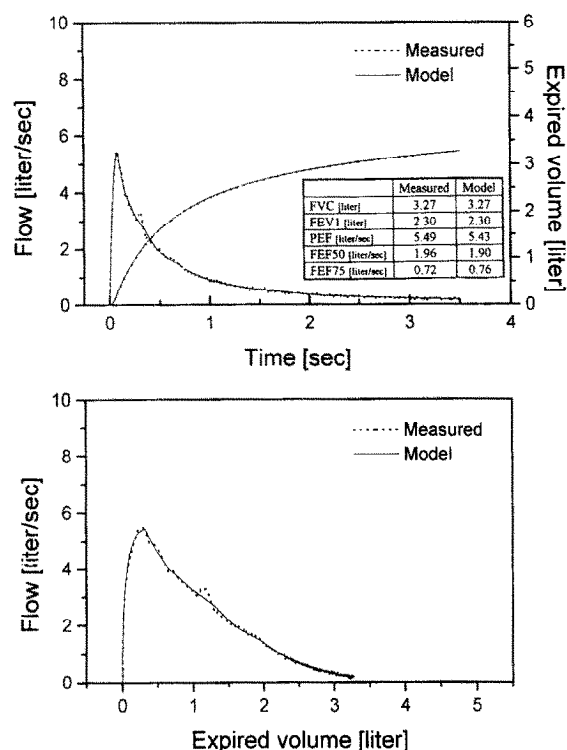 10
8
6
4
2
0
Flow [liter/sec]
Measured
Model
6
5
4
3
2
1
0
Expired volume [liter]
Measured Model
FVC [liter] 3.27 3.27
FEV1 [liter] 2.30 2.30
PEF [liter/sec] 5.49 5.43
FEF50 [liter/sec] 1.96 1.90
FEF75 [liter/sec] 0.72 0.76
0 1 2 3 4
Time [sec]
10
8
6
4
2
0
Flow [liter/sec]
Measured
Model
0 1 2 3 4 5
Expired volume [liter]